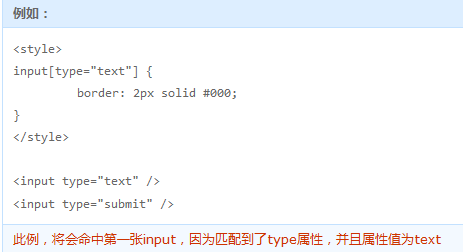 例如：
<style>
input[type="text"] {
        border: 2px solid #000;
}
</style>
<input type="text" />
<input type="submit" />
此例，将会命中第一张input，因为匹配到了type属性，并且属性值为text